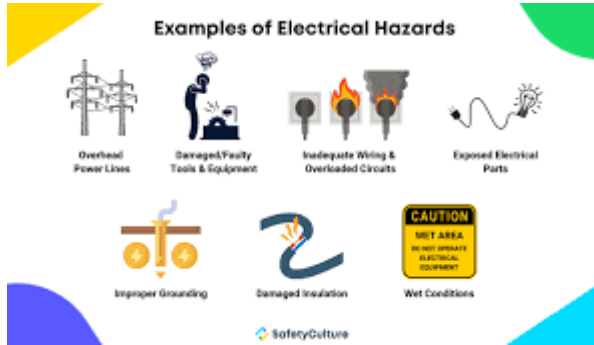 Examples of Electrical Hazards
Overhead
Power Lines
Damaged/Faulty
Tools & Equipment
Inadequate Wiring &
Overloaded Circuits
Exposed Electrical
Parts
Improper Grounding
Damaged Insulation
CAUTION
WET AREA
DO NOT OPERATE
ELECTRICAL
EQUIPMENT
Wet Conditions
SafetyCulture